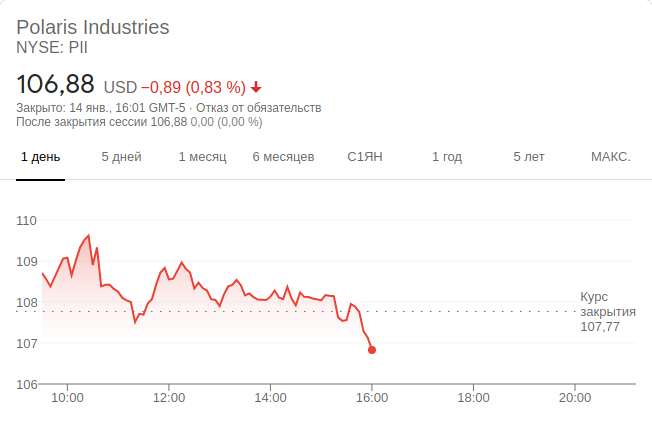 Polaris Industries
NYSE: PII
106,88 USD −0,89 (0,83 %)
Закрыто: 14 янв., 16:01 GMT-5 · Отказ от обязательств
После закрытия сессии 106,88 0,00 (0,00 %)
1 день 5 дней 1 месяц 6 месяцев С1ЯН 1 год 5 лет МАКС.
110
109
108
107
106
Курс
закрытия
107,77
10:00 12:00 14:00 16:00 18:00 20:00